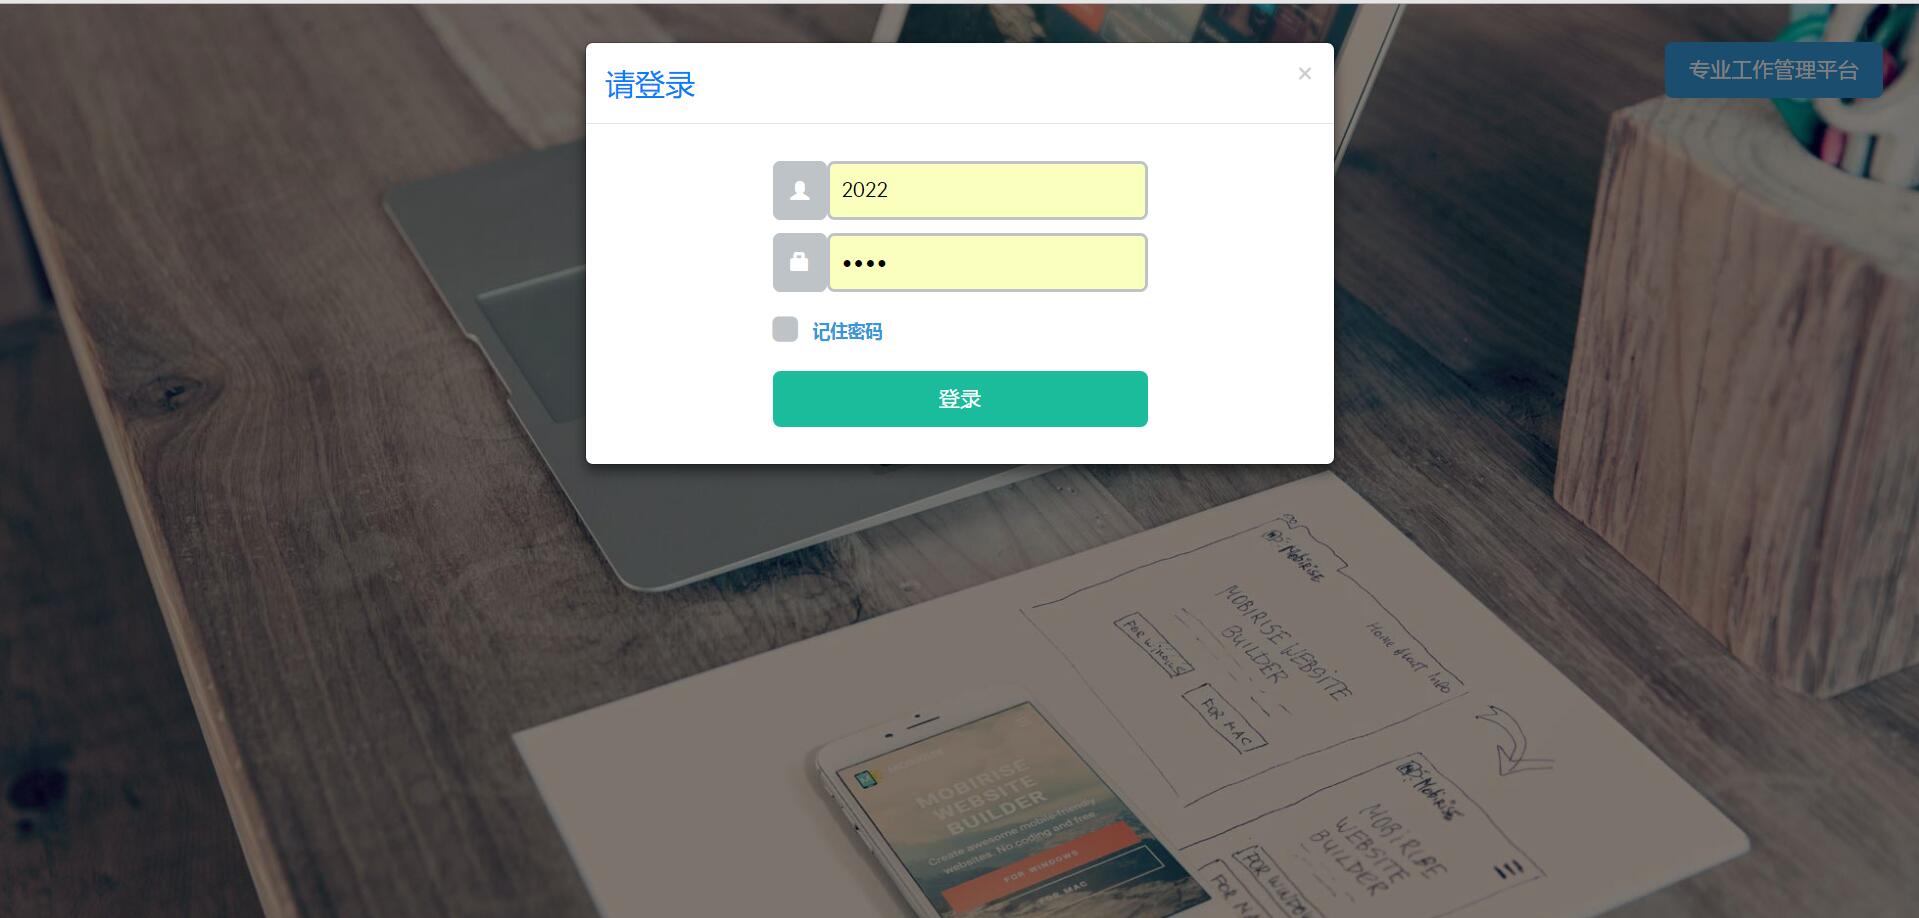 专业工作管理平台
请登录
×
2022
••••
记住密码
登录
Mobirise
Home About Info
MOBIRISE WEBSITE
BUILDER
FOR WINDOWS
FOR MAC
Mobirise
MOBIRISE
WEBSITE
BUILDER
FOR WINDOWS
FOR MAC
MOBIRISE
MOBIRISE
WEBSITE
BUILDER
Create awesome mobile-friendly
websites. No coding and free.
FOR WINDOWS
FOR MAC